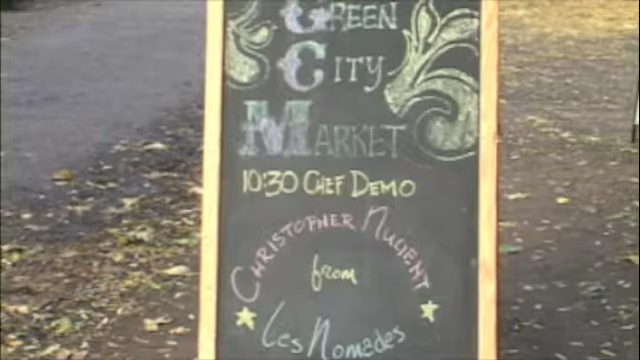 GREEN
CITY
MARKET
10:30 CHEF DEMO
CHRISTOPHER NUGENT
from
Les Nomades